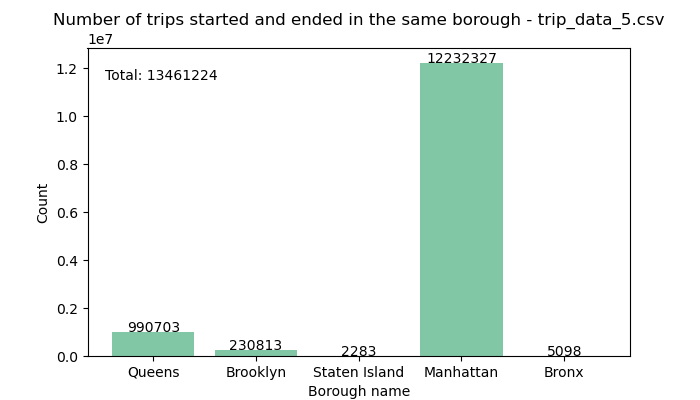 Number of trips started and ended in the same borough - trip_data_5.csv
1e7
Total: 13461224
12232327
990703
230813
2283
5098
1.2
1.0
0.8
0.6
0.4
0.2
0.0
Count
Queens Brooklyn Staten Island Manhattan Bronx
Borough name